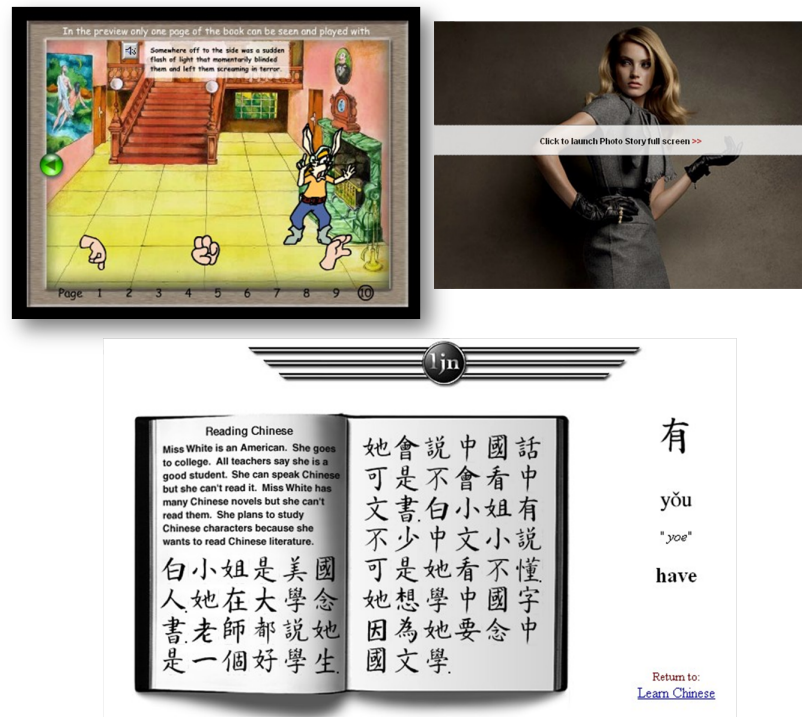 In the preview only one page of the book can be seen and played with
Somewhere off to the side was a sudden
flash of light that momentarily blinded
them and left them screaming in terror.
Page 1 2 3 4 5 6 7 8 9 10
Click to launch Photo Story full screen >>
1jn
Reading Chinese
Miss White is an American. She goes
to college. All teachers say she is a
good student. She can speak Chinese
but she can't read it. Miss White has
many Chinese novels but she can't
read them. She plans to study
Chinese characters because she
wants to read Chinese literature.
白小姐是美國
人.她在大學念
書.老師都說她
是一個好學生.
她會說中國話
可是不會看中
文書.白小姐有
不少中文小說
可是她看不懂.
她想學中國字
因為她要念中
國文學.
有
yǒu
"yoe"
have
Return to:
Learn Chinese